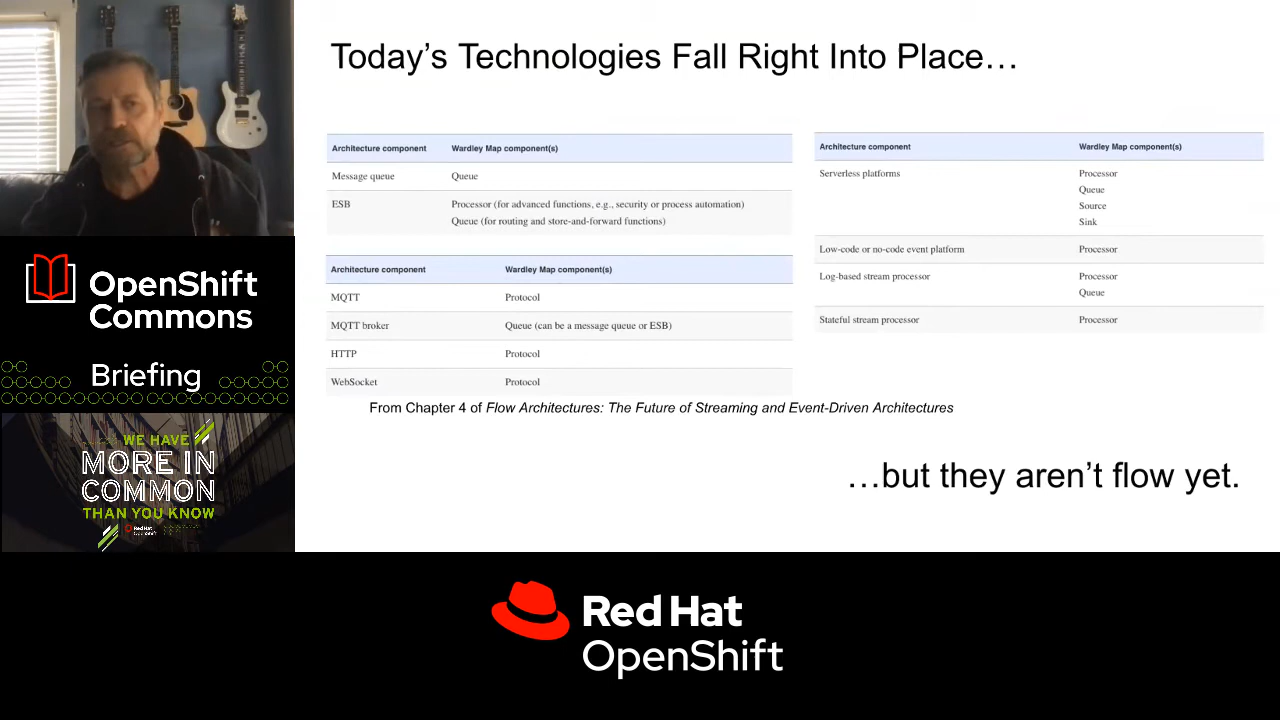 Today's Technologies Fall Right Into Place…
Architecture component Wardley Map component(s)
Message queue Queue
ESB Processor (for advanced functions, e.g., security or process automation)
Queue (for routing and store-and-forward functions)
Architecture component Wardley Map component(s)
MQTT Protocol
MQTT broker Queue (can be a message queue or ESB)
HTTP Protocol
WebSocket Protocol
Architecture component Wardley Map component(s)
Serverless platforms Processor
Queue
Source
Sink
Low-code or no-code event platform Processor
Log-based stream processor Processor
Queue
Stateful stream processor Processor
From Chapter 4 of Flow Architectures: The Future of Streaming and Event-Driven Architectures
…but they aren't flow yet.
OpenShift
Commons
Briefing
WE HAVE
MORE IN
COMMON
THAN YOU KNOW
Red Hat
OpenShift
Red Hat
OpenShift